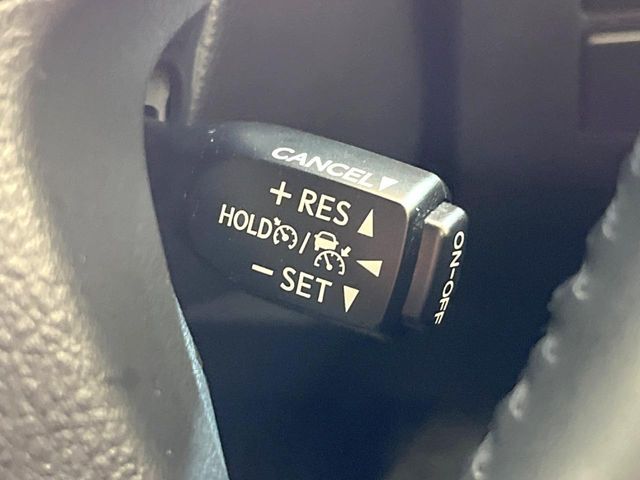 CANCEL▼
+ RES ▲
HOLD / ◀
− SET ▼
ON-OFF